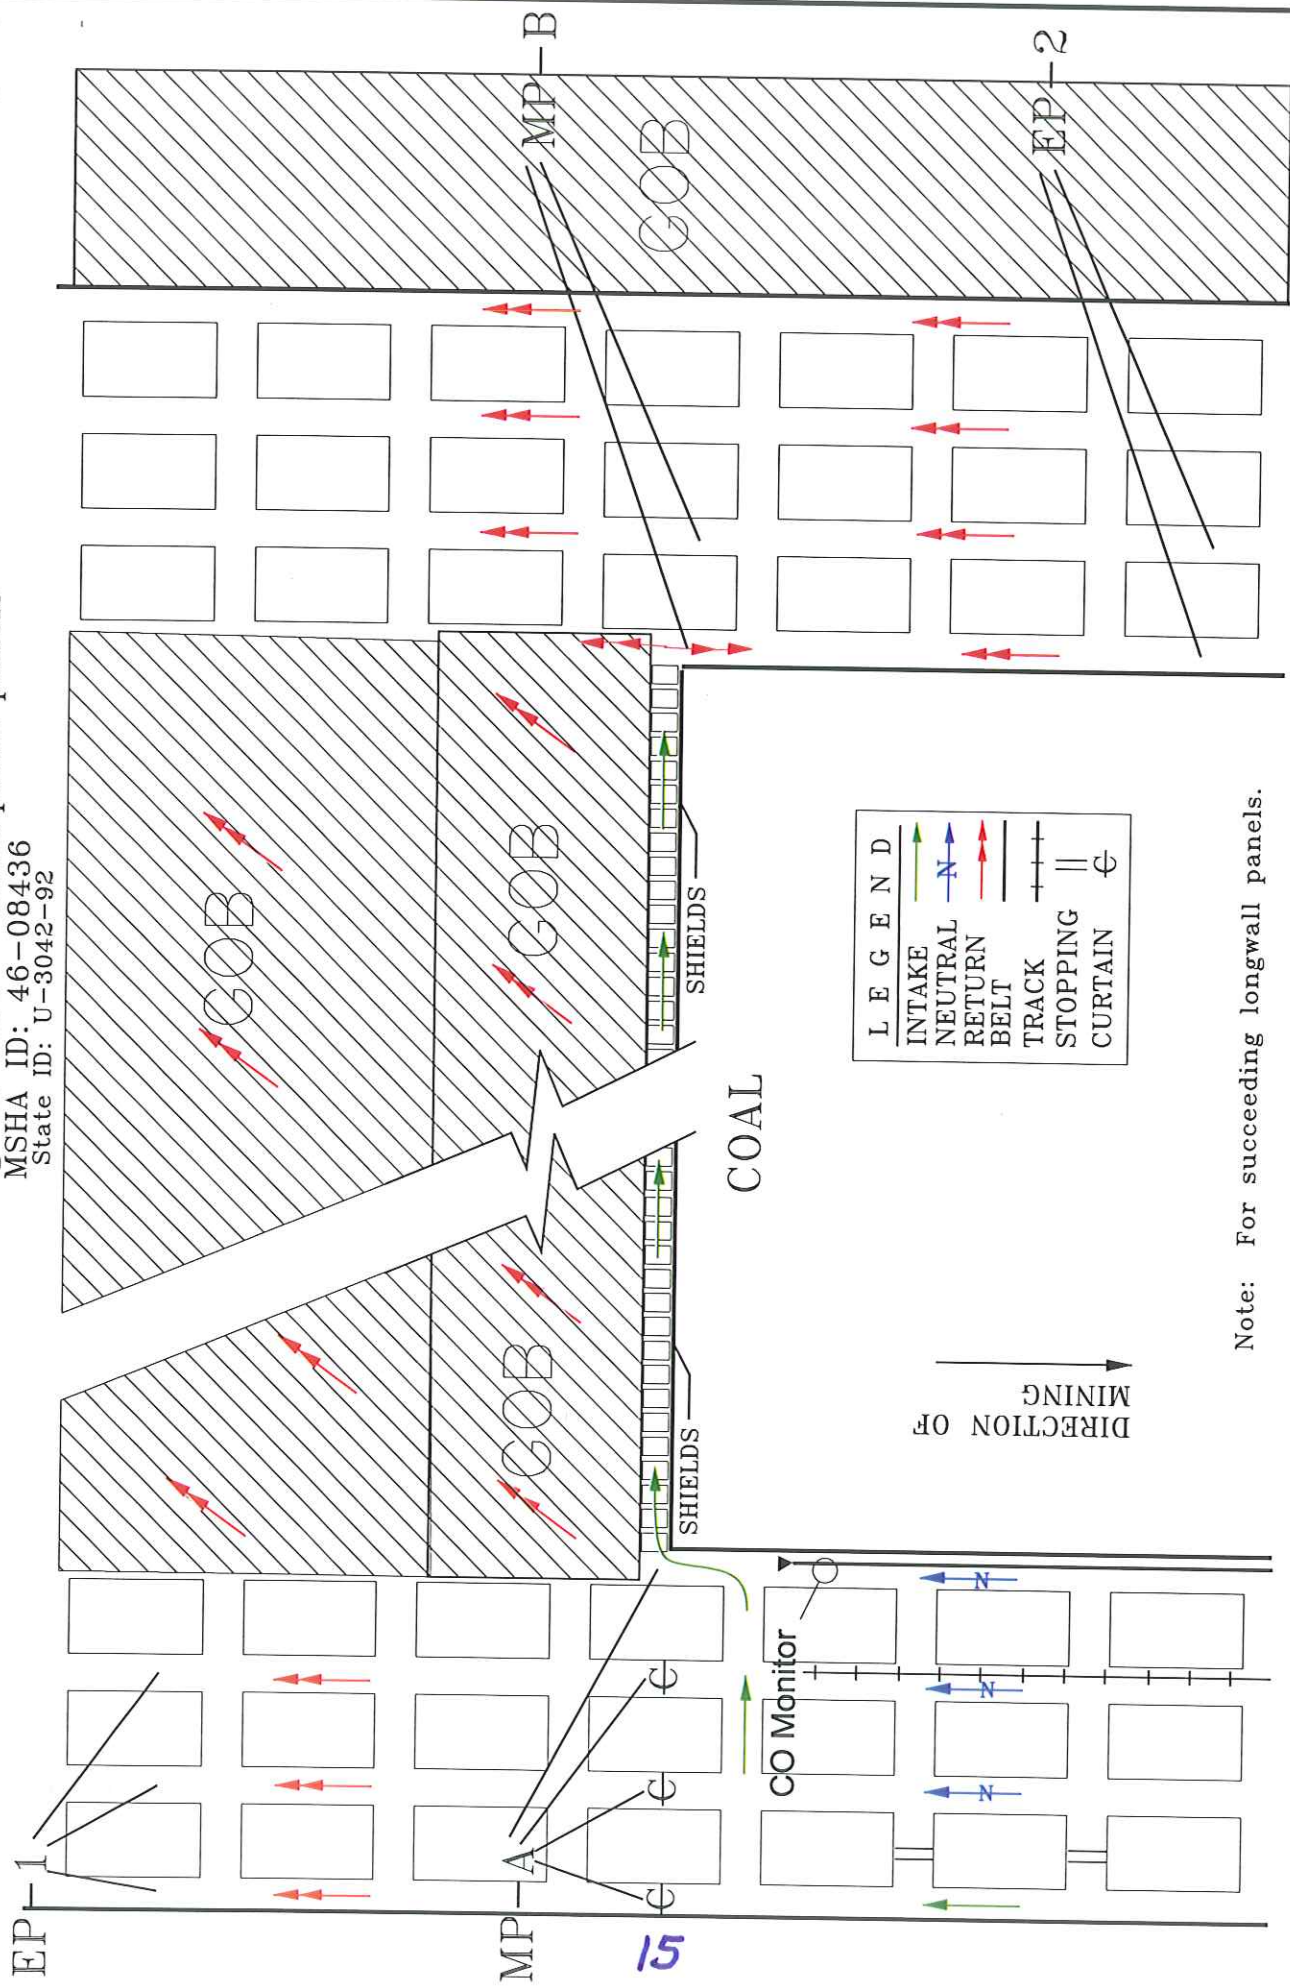 MSHA ID: 46-08436
State ID: U-3042-92
EP-1
MP-A
15
MP-B
EP-2
GOB
GOB
GOB
GOB
SHIELDS
SHIELDS
COAL
C
C
C
CO Monitor
N
N
N
DIRECTION OF
MINING
LEGEND
INTAKE
NEUTRAL N
RETURN
BELT
TRACK
STOPPING
CURTAIN C
Note: For succeeding longwall panels.